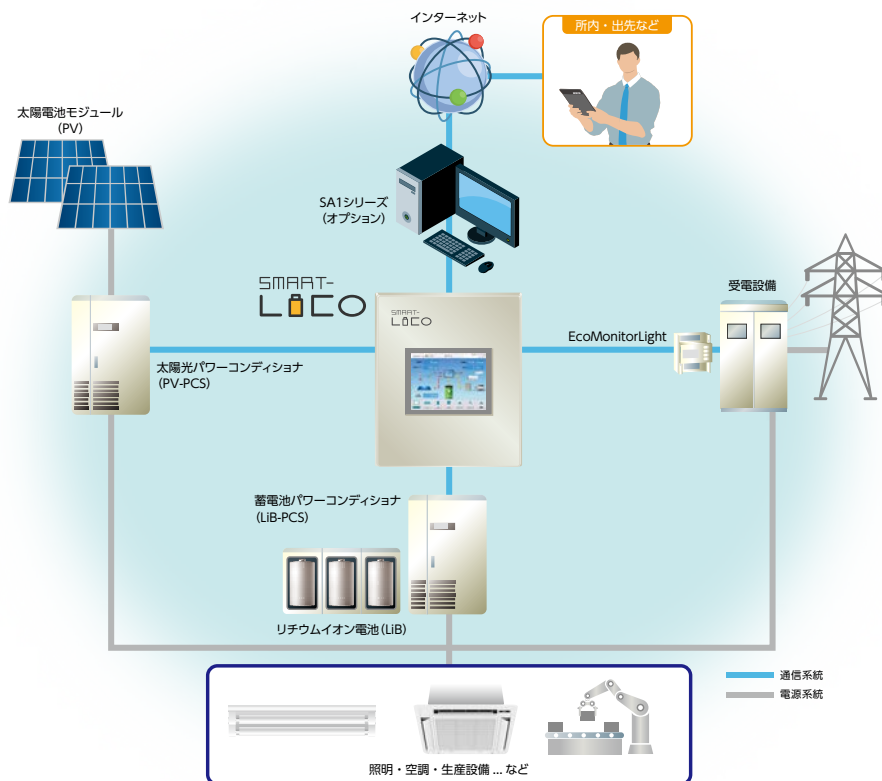 インターネット
所内・出先など
太陽電池モジュール
(PV)
SA1シリーズ
(オプション)
受電設備
SMART-
LiCO
SMART-
LiCO
EcoMonitorLight
太陽光パワーコンディショナ
(PV-PCS)
蓄電池パワーコンディショナ
(LiB-PCS)
リチウムイオン電池(LiB)
通信系統
電源系統
照明・空調・生産設備 ... など